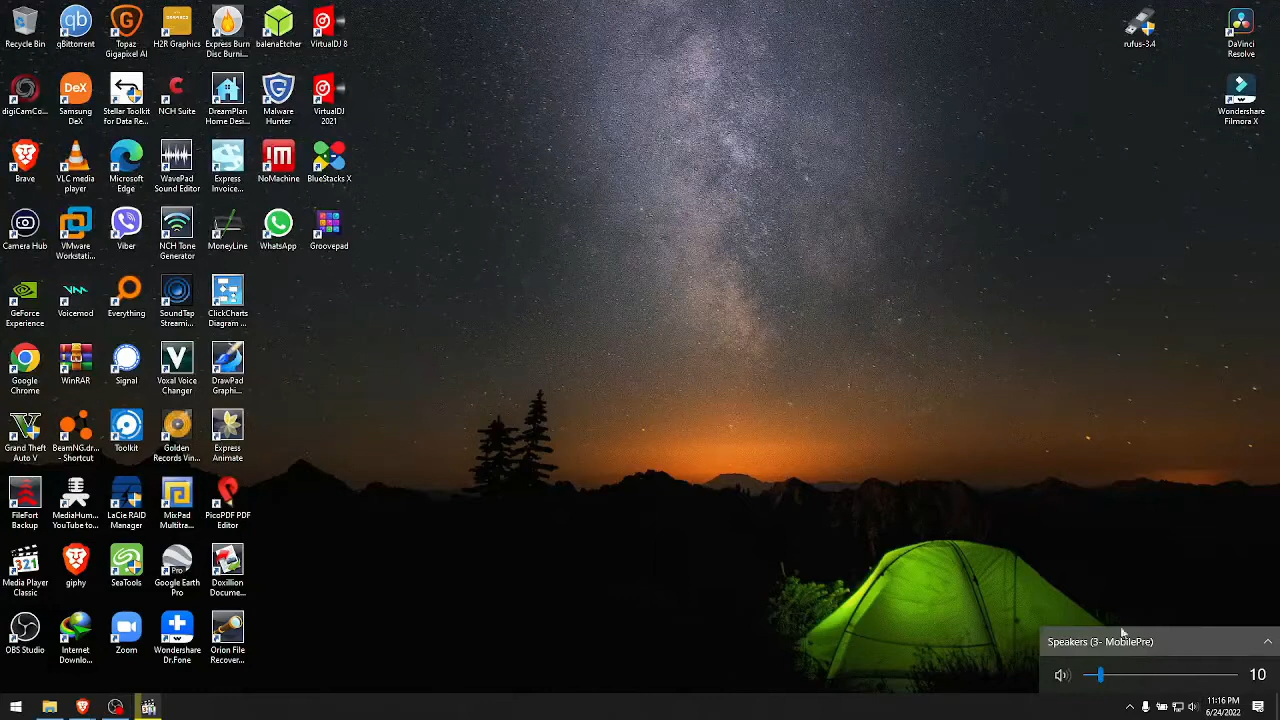 Recycle Bin
qBittorrent
Topaz
Gigapixel AI
H2R Graphics
Express Burn
Disc Burni...
balenaEtcher
VirtualDJ 8
rufus-3.4
DaVinci
Resolve
digiCamCo...
DeX
Samsung
DeX
Stellar Toolkit
for Data Re...
NCH Suite
DreamPlan
Home Desi...
Malware
Hunter
VirtualDJ
2021
Wondershare
Filmora X
Brave
VLC media
player
Microsoft
Edge
WavePad
Sound Editor
Express
Invoice...
NoMachine
BlueStacks X
Camera Hub
VMware
Workstati...
Viber
NCH Tone
Generator
MoneyLine
WhatsApp
Groovepad
GeForce
Experience
Voicemod
Everything
SoundTap
Streami...
ClickCharts
Diagram ...
Google
Chrome
WinRAR
Signal
Voxal Voice
Changer
DrawPad
Graphi...
Grand Theft
Auto V
BeamNG.dr...
- Shortcut
Toolkit
Golden
Records Vin...
Express
Animate
FileFort
Backup
MediaHum...
YouTube to...
LaCie RAID
Manager
MixPad
Multitra...
PicoPDF PDF
Editor
321
Media Player
Classic
giphy
SeaTools
Pro
Google Earth
Pro
Doxillion
Docume...
OBS Studio
Internet
Downlo...
Zoom
Wondershare
Dr.Fone
Orion File
Recover...
Speakers (3- MobilePre)
10
11:16 PM
6/24/2022